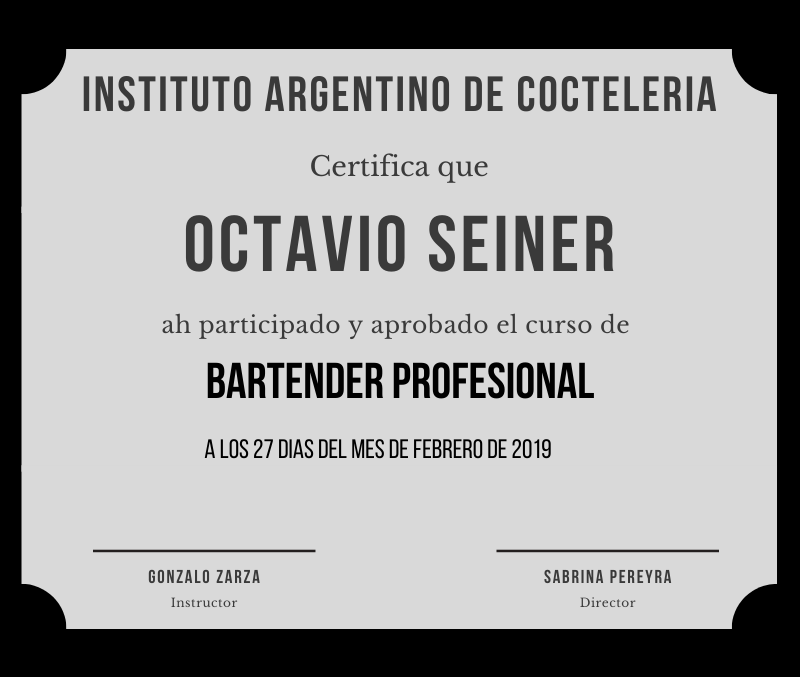 INSTITUTO ARGENTINO DE COCTELERIA
Certifica que
OCTAVIO SEINER
ah participado y aprobado el curso de
BARTENDER PROFESIONAL
A LOS 27 DIAS DEL MES DE FEBRERO DE 2019
GONZALO ZARZA
Instructor
SABRINA PEREYRA
Director